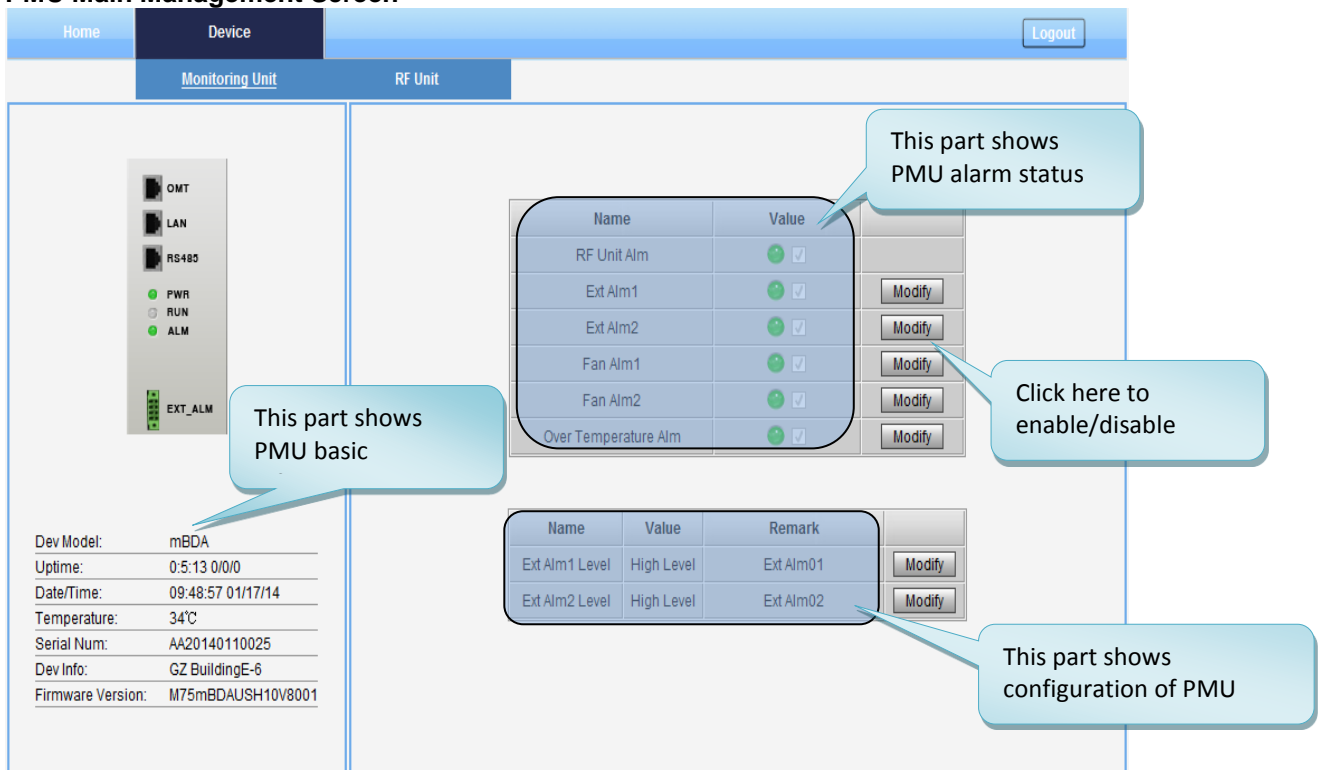 PMU Main Management Screen
Home Device Logout
Monitoring Unit RF Unit
OMT
LAN
RS485
PWR
RUN
ALM
EXT_ALM
This part shows
PMU basic
Dev Model: mBDA
Uptime: 0:5:13 0/0/0
Date/Time: 09:48:57 01/17/14
Temperature: 34℃
Serial Num: AA20140110025
Dev Info: GZ BuildingE-6
Firmware Version: M75mBDAUSH10V8001
This part shows
PMU alarm status
Name Value
RF Unit Alm
Ext Alm1 Modify
Ext Alm2 Modify
Fan Alm1 Modify
Fan Alm2 Modify
Over Temperature Alm Modify
Click here to
enable/disable
Name Value Remark
Ext Alm1 Level High Level Ext Alm01 Modify
Ext Alm2 Level High Level Ext Alm02 Modify
This part shows
configuration of PMU